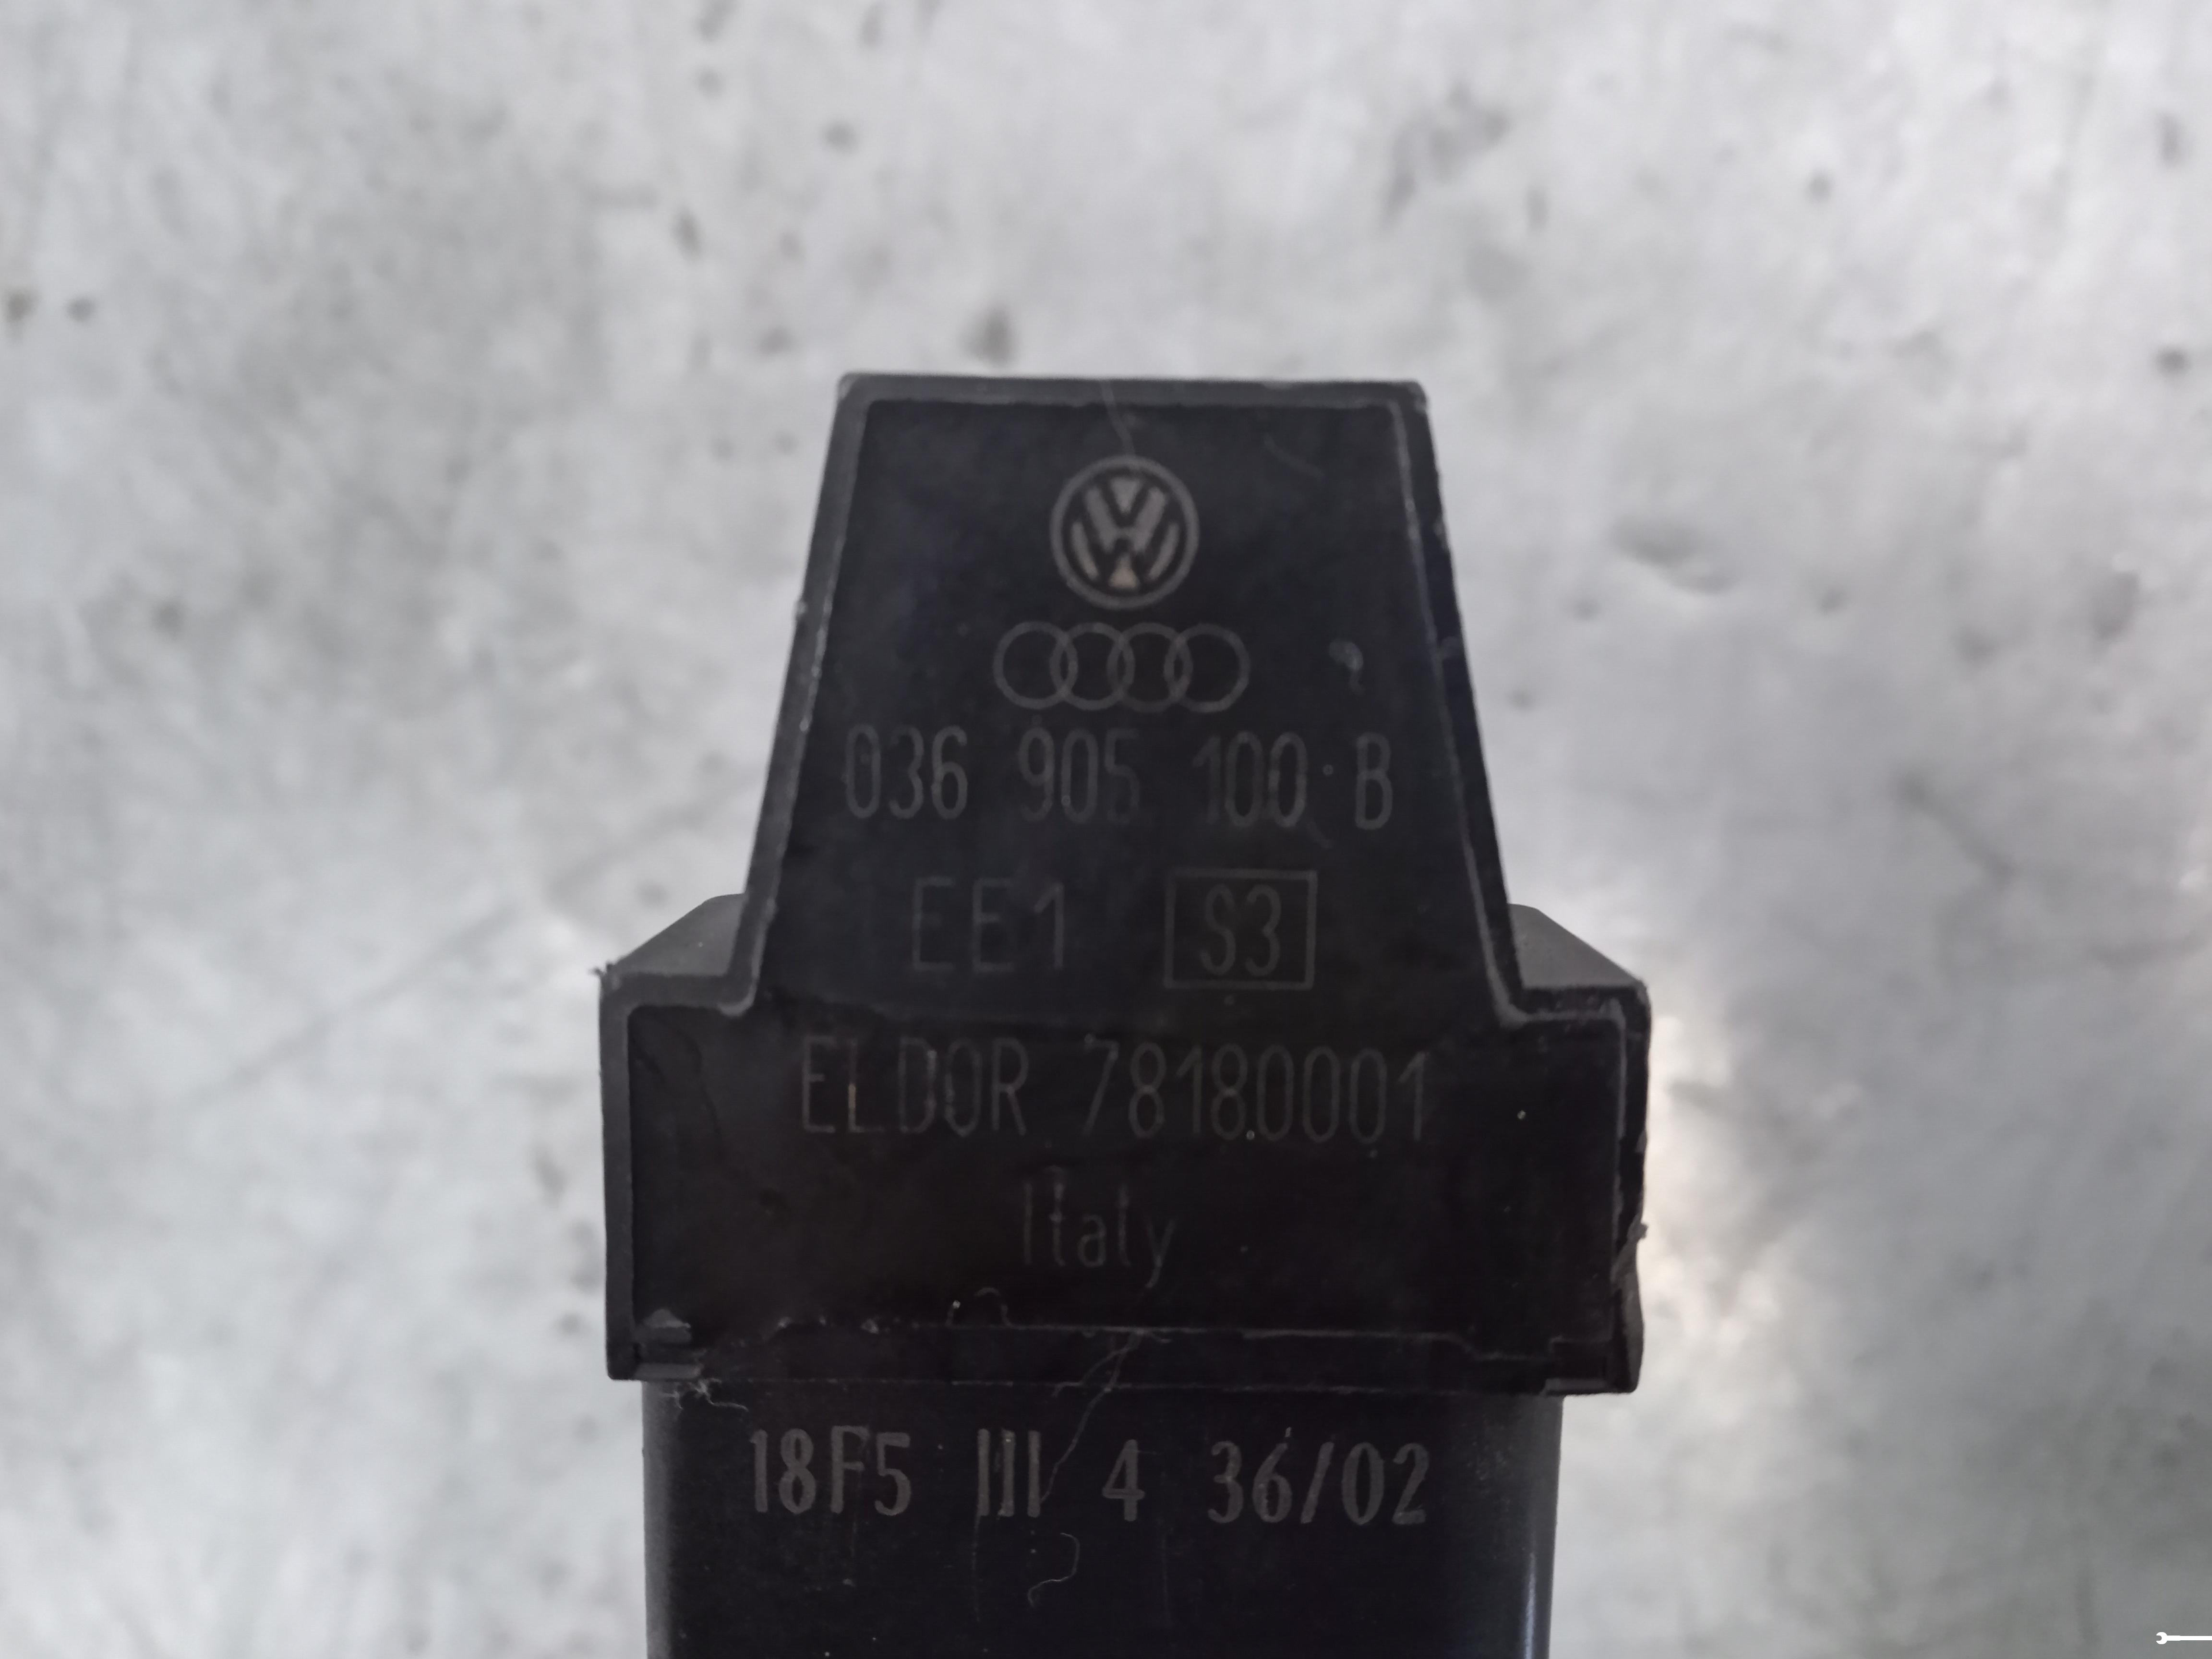 036 905 100 B
EE1 S3
ELDOR 78180001
Italy
18F5 III 4 36/02